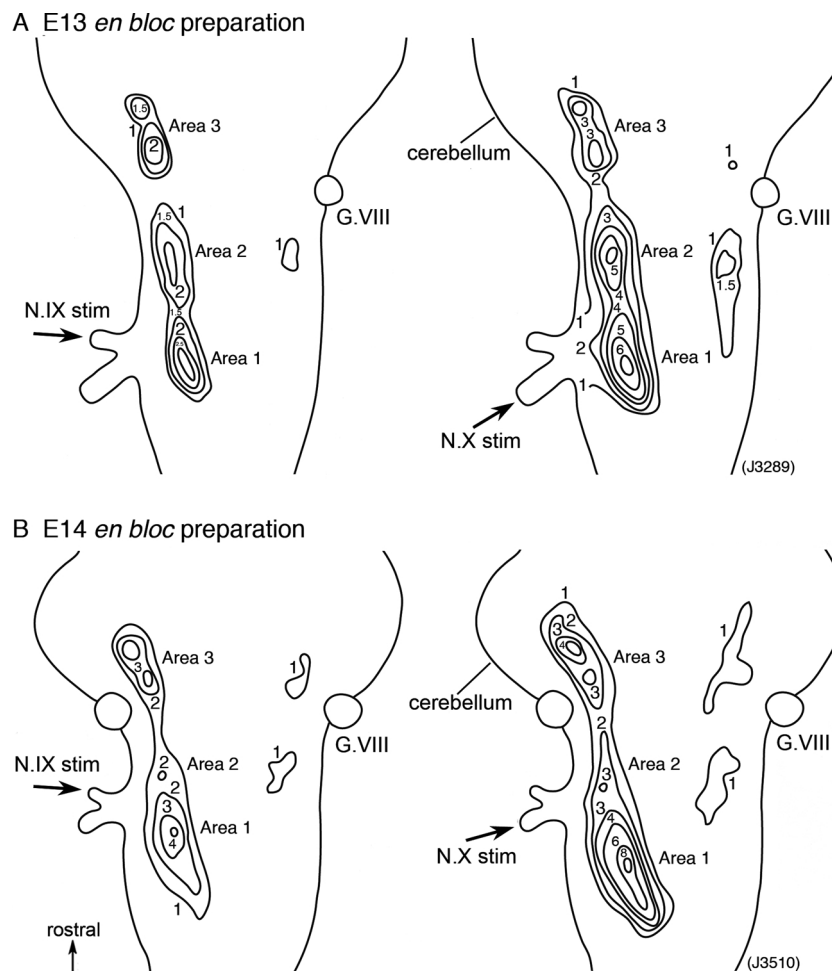 A E13 en bloc preparation
1.5
1
Area 3
2
1
1.5
Area 2
1
2
G.VIII
N.IX stim
1.5
2
Area 1
1
3
Area 3
3
cerebellum
1
2
G.VIII
3
Area 2
1
5
1.5
4
1
4
5
2
Area 1
6
1
N.X stim
(J3289)
B E14 en bloc preparation
Area 3
3
1
2
G.VIII
N.IX stim
2
Area 2
1
2
3
Area 1
4
1
rostral
1
2
3
4
Area 3
1
3
cerebellum
2
G.VIII
Area 2
3
1
3
4
N.X stim
6
Area 1
8
(J3510)